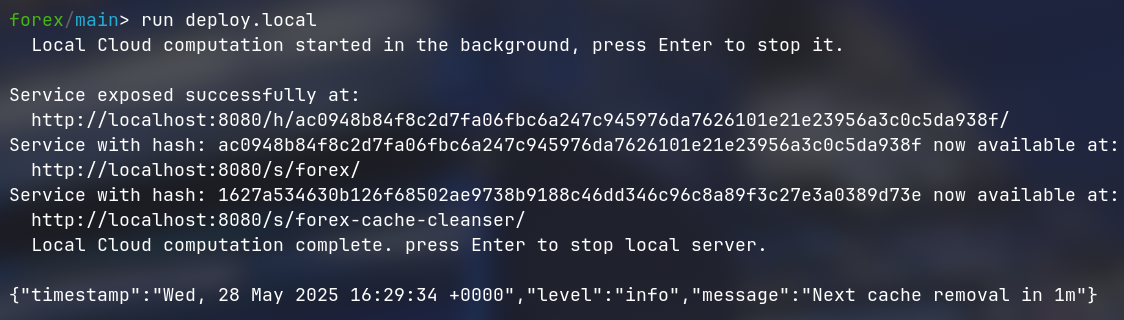 forex/main> run deploy.local
Local Cloud computation started in the background, press Enter to stop it.
Service exposed successfully at:
http://localhost:8080/h/ac0948b84f8c2d7fa06fbc6a247c945976da7626101e21e23956a3c0c5da938f/
Service with hash: ac0948b84f8c2d7fa06fbc6a247c945976da7626101e21e23956a3c0c5da938f now available at:
http://localhost:8080/s/forex/
Service with hash: 1627a534630b126f68502ae9738b9188c46dd346c96c8a89f3c27e3a0389d73e now available at:
http://localhost:8080/s/forex-cache-cleanser/
Local Cloud computation complete. press Enter to stop local server.
{"timestamp":"Wed, 28 May 2025 16:29:34 +0000","level":"info","message":"Next cache removal in 1m"}